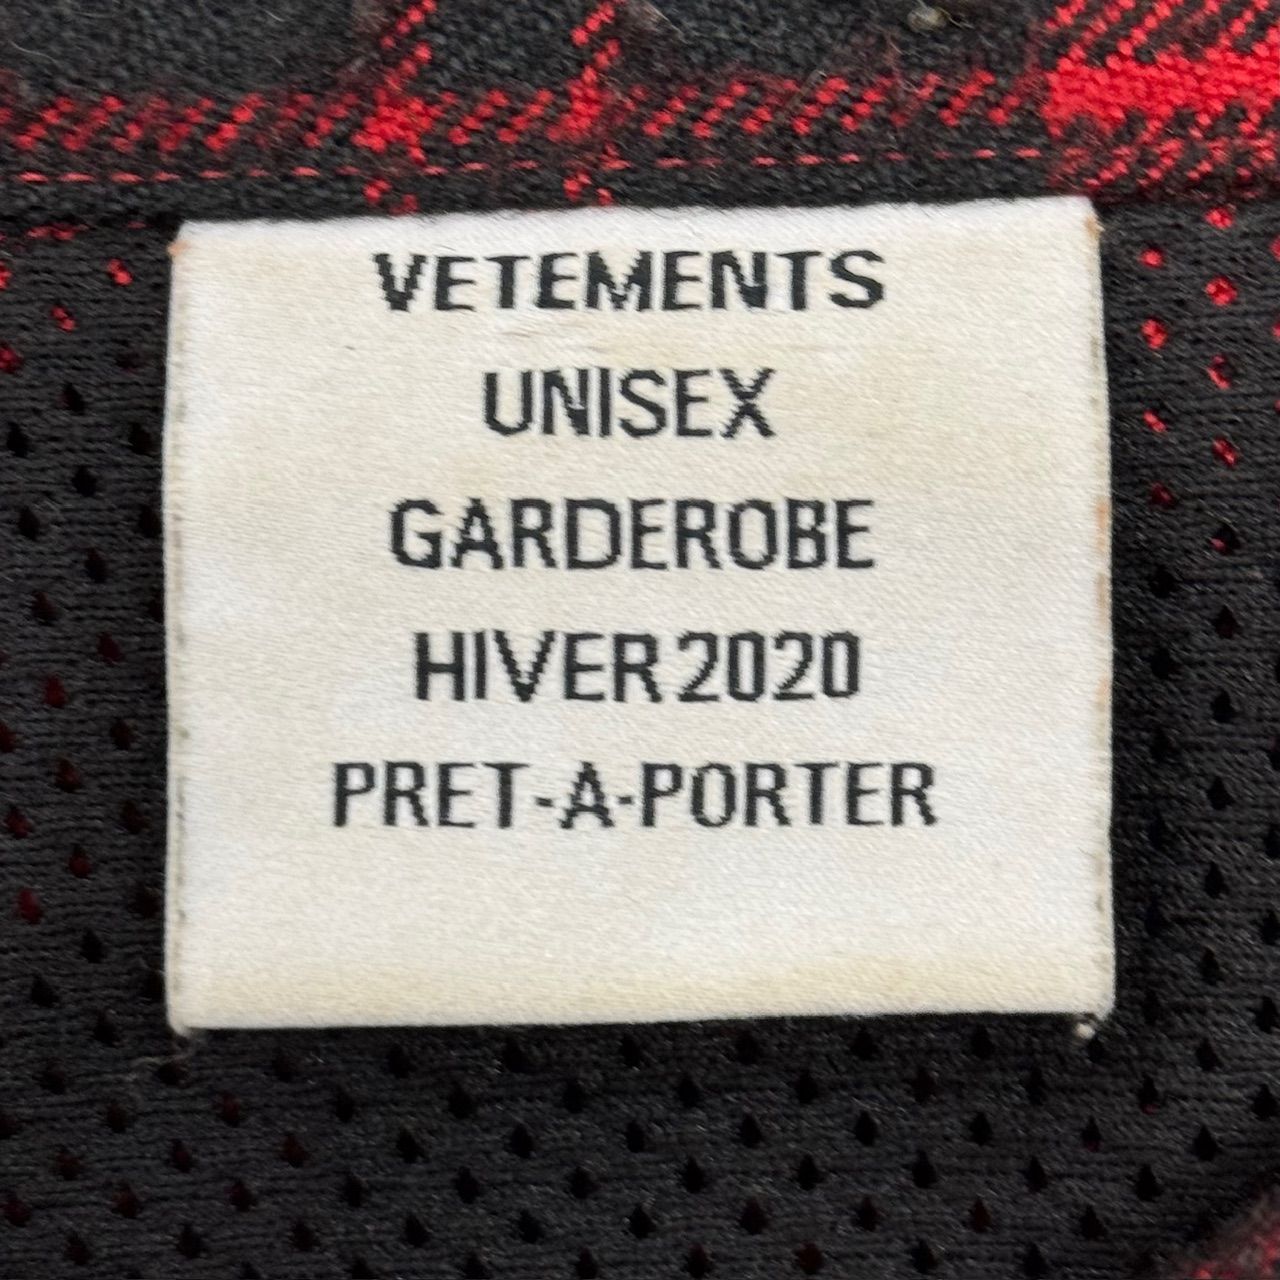 VETEMENTS
UNISEX
GARDEROBE
HIVER 2020
PRET-A-PORTER